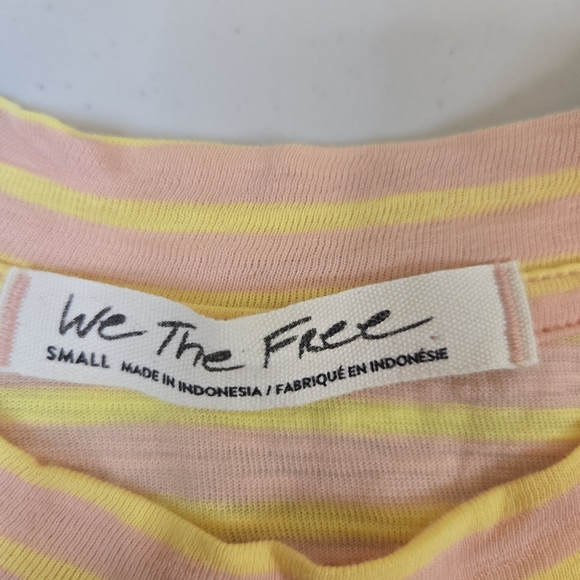 We The Free
SMALL MADE IN INDONESIA / FABRIQUÉ EN INDONÉSIE